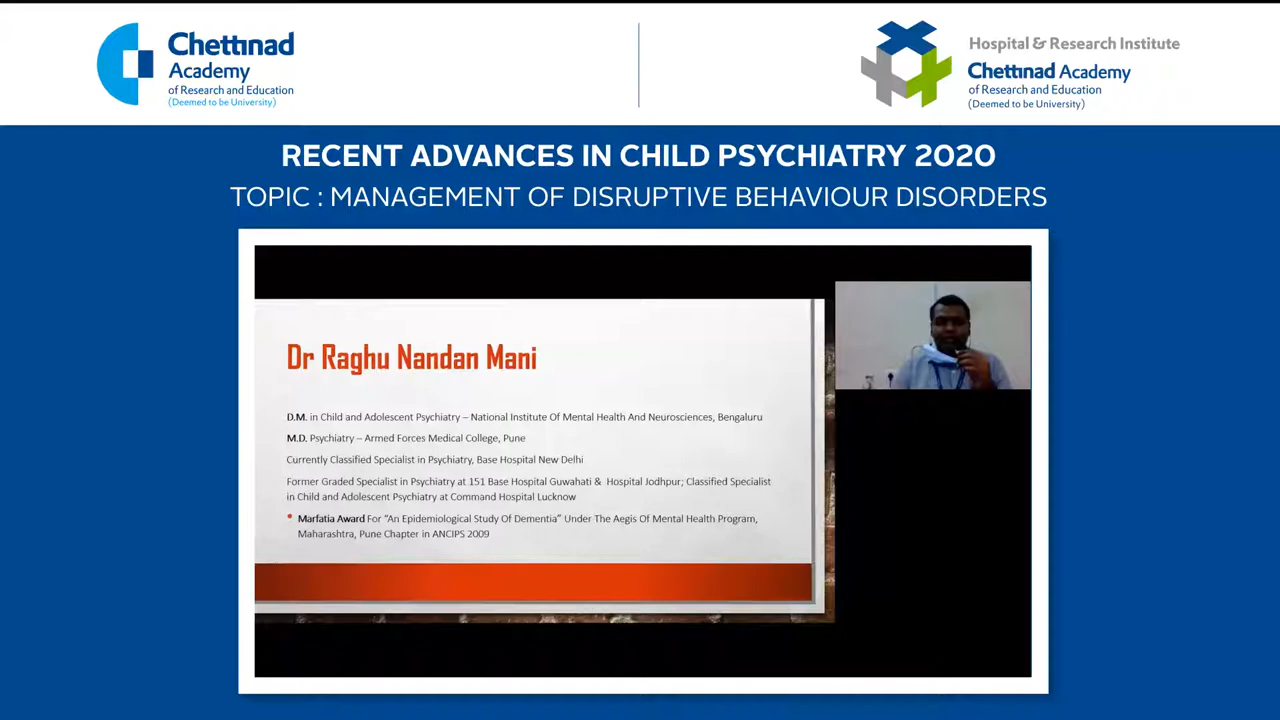 Chettinad
Academy
of Research and Education
(Deemed to be University)
Hospital & Research Institute
Chettinad Academy
of Research and Education
(Deemed to be University)
RECENT ADVANCES IN CHILD PSYCHIATRY 2020
TOPIC : MANAGEMENT OF DISRUPTIVE BEHAVIOUR DISORDERS
Dr Raghu Nandan Mani
D.M. in Child and Adolescent Psychiatry – National Institute Of Mental Health And Neurosciences, Bengaluru
M.D. Psychiatry – Armed Forces Medical College, Pune
Currently Classified Specialist in Psychiatry, Base Hospital New Delhi
Former Graded Specialist in Psychiatry at 151 Base Hospital Guwahati & Hospital Jodhpur; Classified Specialist
in Child and Adolescent Psychiatry at Command Hospital Lucknow
• Marfatia Award For “An Epidemiological Study Of Dementia” Under The Aegis Of Mental Health Program,
Maharashtra, Pune Chapter in ANCIPS 2009